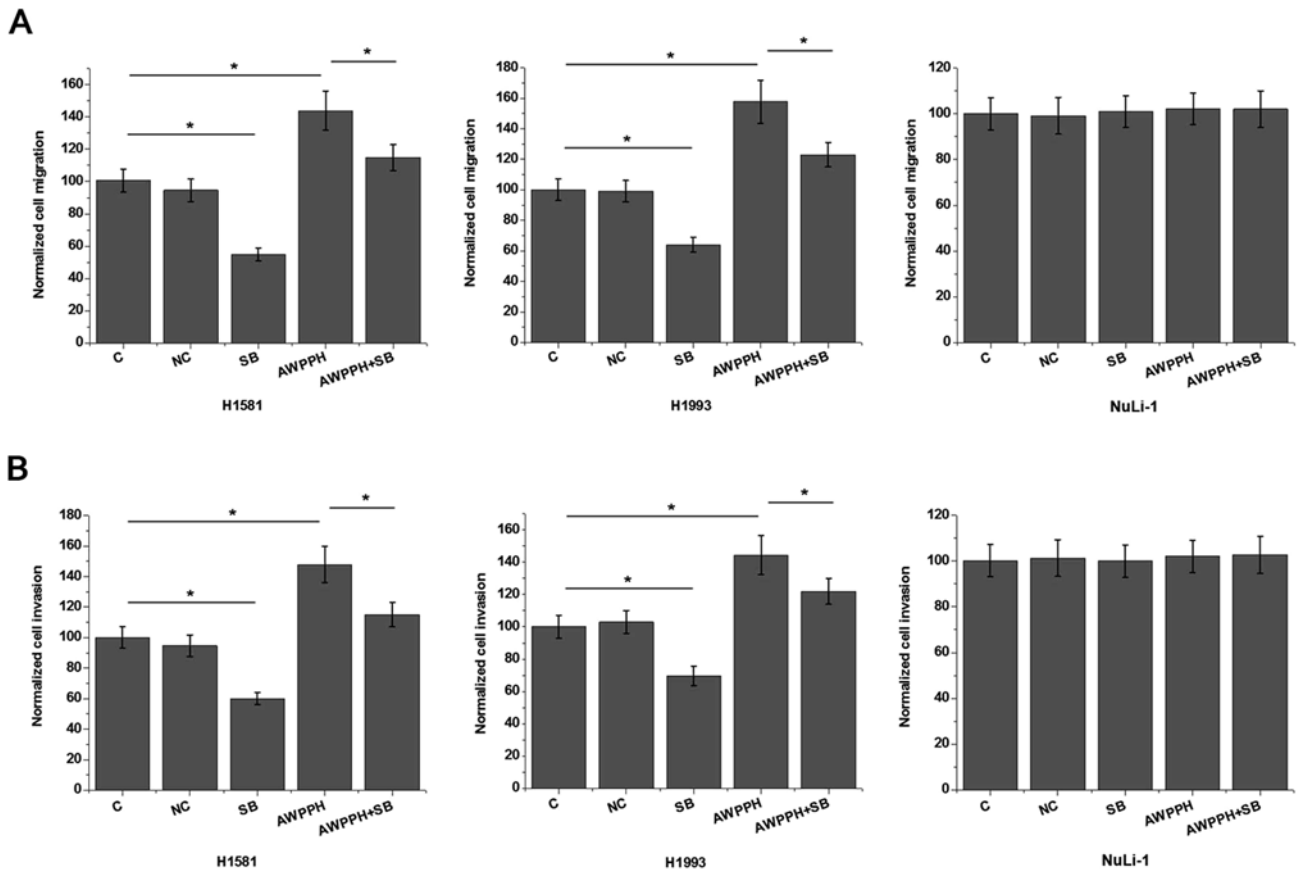 A
Normalized cell migration
160
140
120
100
80
60
40
20
0
*
*
*
C
NC
SB
AWPPH
AWPPH+SB
H1581
Normalized cell migration
180
160
140
120
100
80
60
40
20
0
*
*
*
C
NC
SB
AWPPH
AWPPH+SB
H1993
Normalized cell migration
120
100
80
60
40
20
0
C
NC
SB
AWPPH
AWPPH+SB
NuLi-1
B
Normalized cell invasion
180
160
140
120
100
80
60
40
20
0
*
*
*
C
NC
SB
AWPPH
AWPPH+SB
H1581
Normalized cell invasion
160
140
120
100
80
60
40
20
0
*
*
*
C
NC
SB
AWPPH
AWPPH+SB
H1993
Normalized cell invasion
120
100
80
60
40
20
0
C
NC
SB
AWPPH
AWPPH+SB
NuLi-1